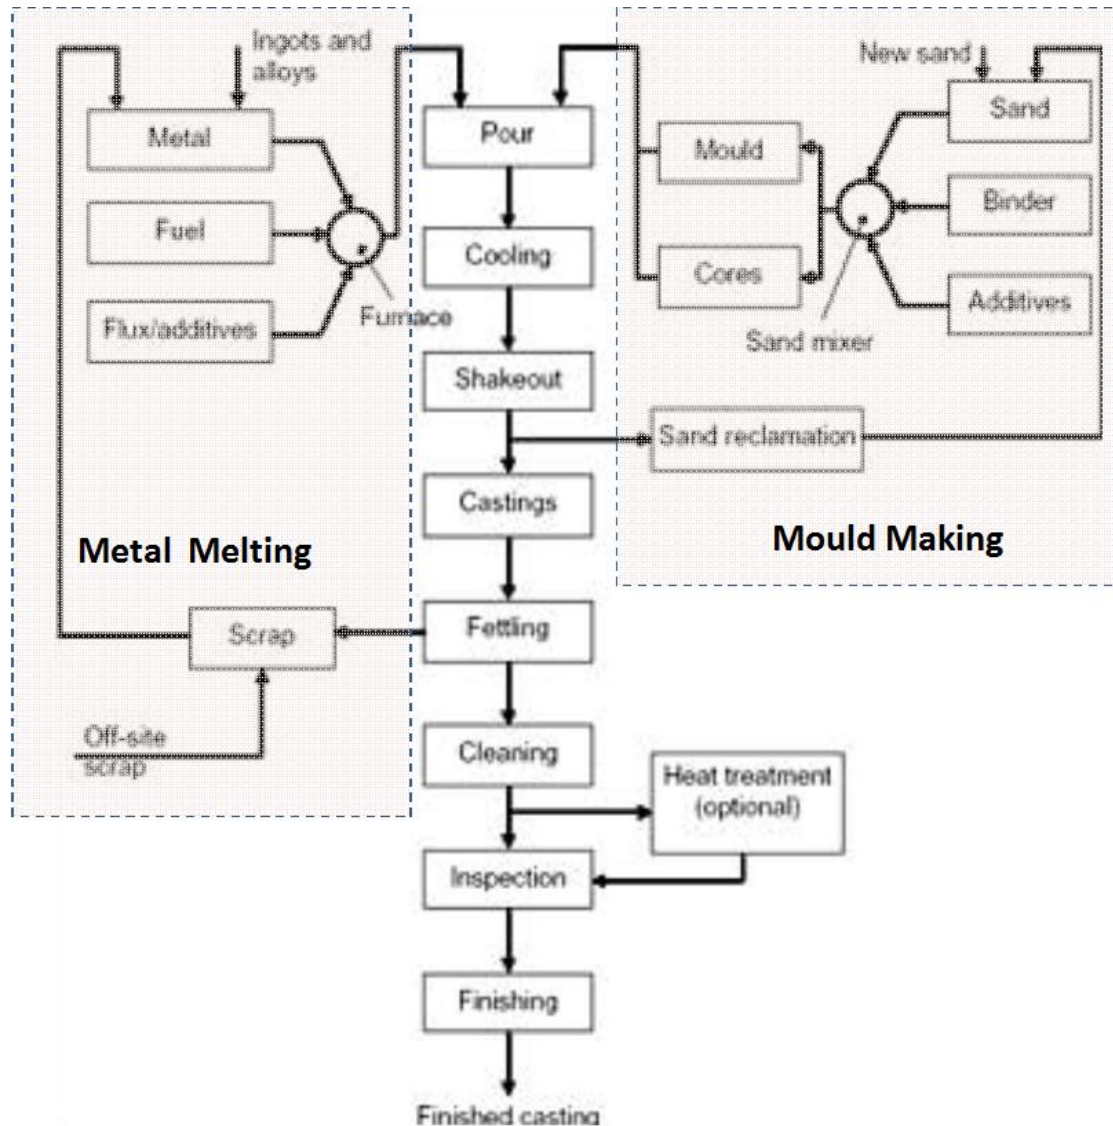 Ingots and
alloys
New sand
Metal
Pour
Mould
Sand
Fuel
Cooling
Cores
Binder
Flux/additives
Furnace
Sand mixer
Additives
Shakeout
Sand reclamation
Castings
Metal Melting
Mould Making
Scrap
Fettling
Off-site
scrap
Cleaning
Heat treatment
(optional)
Inspection
Finishing
Finished casting